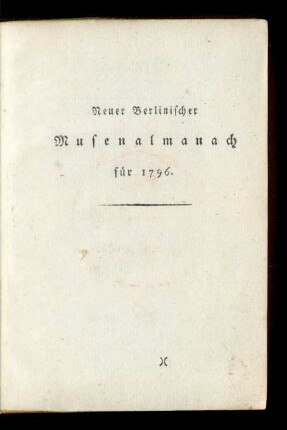 Neuer Berlinischer
Musenalmanach
für 1796.